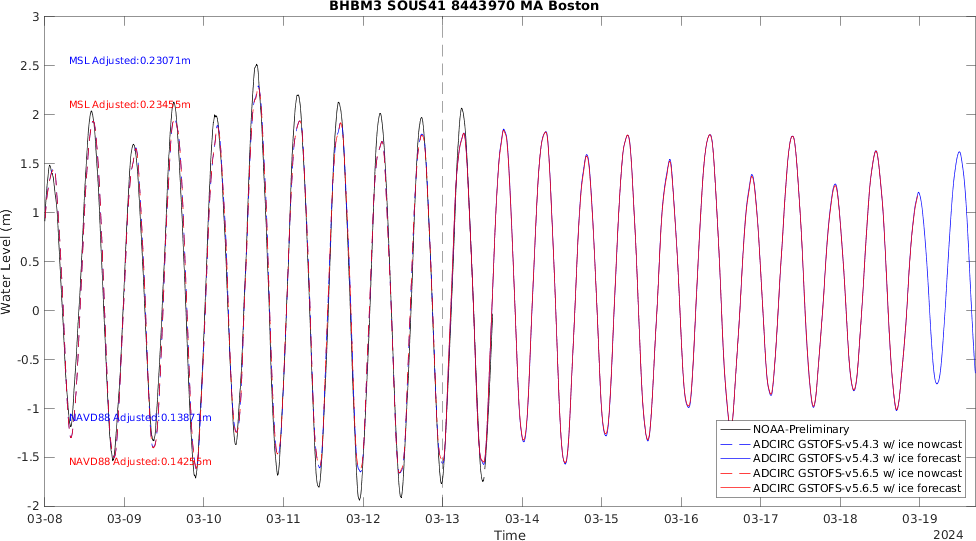 BHBM3 SOUS41 8443970 MA Boston
3
2.5
2
1.5
1
0.5
0
-0.5
-1
-1.5
-2
Water Level (m)
MSL Adjusted:0.23071m
MSL Adjusted:0.23455m
NAVD88 Adjusted:0.13871m
NAVD88 Adjusted:0.14255m
NOAA-Preliminary
ADCIRC GSTOFS-v5.4.3 w/ ice nowcast
ADCIRC GSTOFS-v5.4.3 w/ ice forecast
ADCIRC GSTOFS-v5.6.5 w/ ice nowcast
ADCIRC GSTOFS-v5.6.5 w/ ice forecast
03-08 03-09 03-10 03-11 03-12 03-13 03-14 03-15 03-16 03-17 03-18 03-19
Time
2024